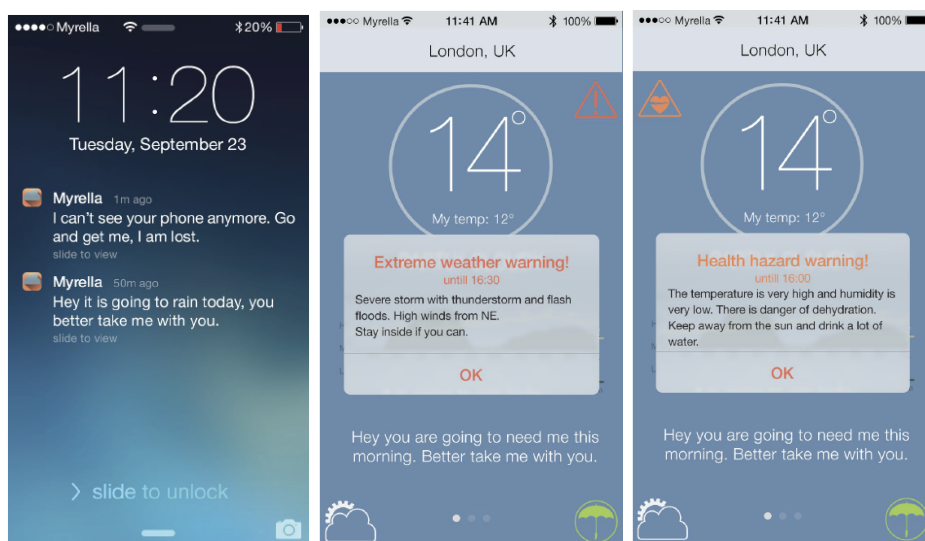 Myrella 20%
11:20
Tuesday, September 23
Myrella 1m ago
I can't see your phone anymore. Go
and get me, I am lost.
slide to view
Myrella 50m ago
Hey it is going to rain today, you
better take me with you.
slide to view
> slide to unlock
Myrella 11:41 AM 100%
London, UK
14°
My temp: 12°
Extreme weather warning!
untill 16:30
Severe storm with thunderstorm and flash
floods. High winds from NE.
Stay inside if you can.
OK
Hey you are going to need me this
morning. Better take me with you.
Myrella 11:41 AM 100%
London, UK
14°
My temp: 12°
Health hazard warning!
untill 16:00
The temperature is very high and humidity is
very low. There is danger of dehydration.
Keep away from the sun and drink a lot of
water.
OK
Hey you are going to need me this
morning. Better take me with you.